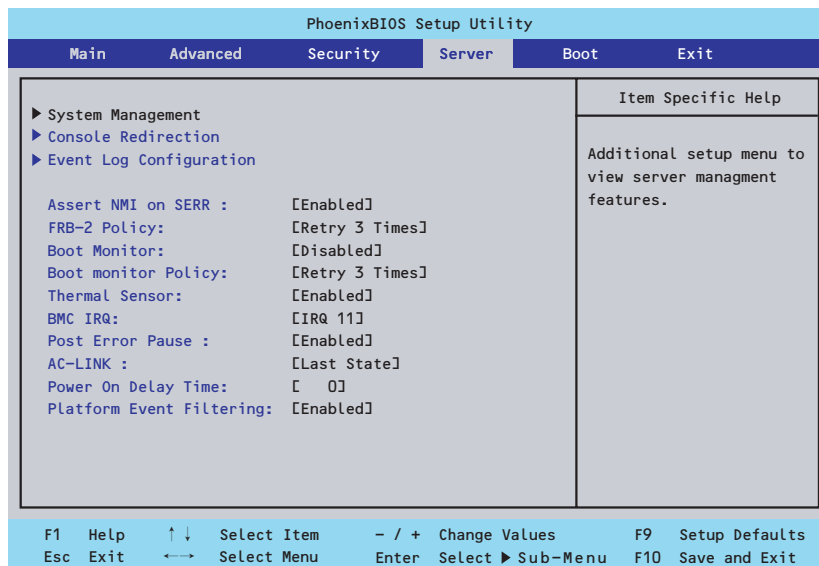 PhoenixBIOS Setup Utility
Main Advanced Security Server Boot Exit
▶ System Management
▶ Console Redirection
▶ Event Log Configuration
Assert NMI on SERR : [Enabled]
FRB-2 Policy: [Retry 3 Times]
Boot Monitor: [Disabled]
Boot monitor Policy: [Retry 3 Times]
Thermal Sensor: [Enabled]
BMC IRQ: [IRQ 11]
Post Error Pause : [Enabled]
AC-LINK : [Last State]
Power On Delay Time: [ 0]
Platform Event Filtering: [Enabled]
Item Specific Help
Additional setup menu to
view server managment
features.
F1 Help ↑↓ Select Item - / + Change Values F9 Setup Defaults
Esc Exit ←→ Select Menu Enter Select ▶ Sub-Menu F10 Save and Exit